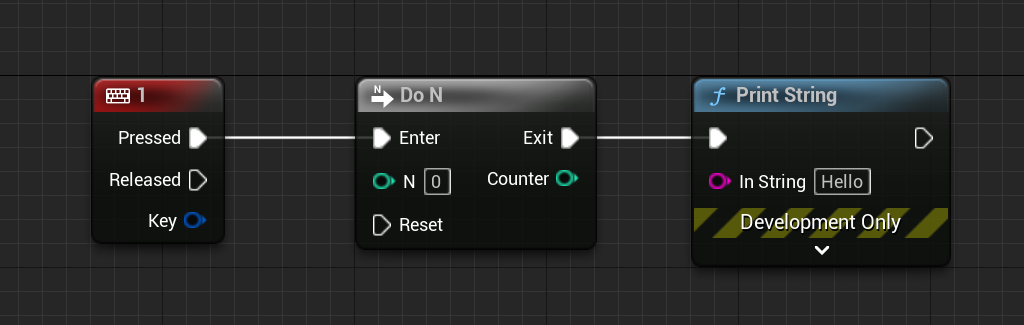 1
Pressed
Released
Key
N
Do N
Enter
Exit
N 0
Counter
Reset
f Print String
In String Hello
Development Only